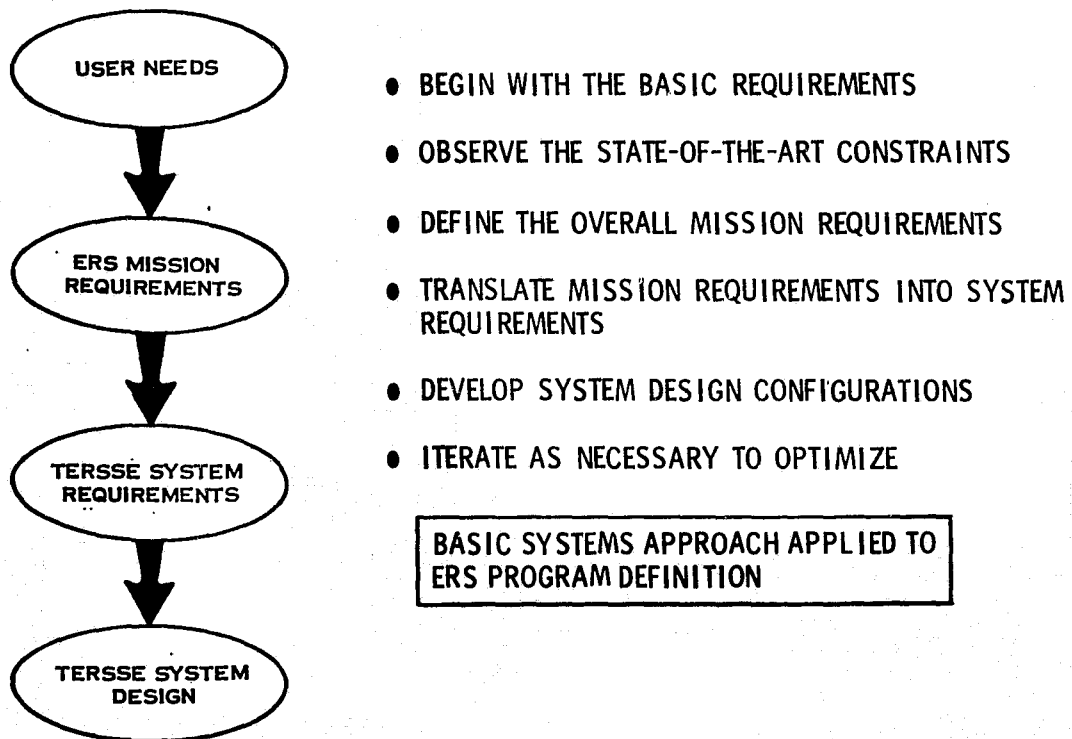 USER NEEDS
ERS MISSION
REQUIREMENTS
TERSSE SYSTEM
REQUIREMENTS
TERSSE SYSTEM
DESIGN
• BEGIN WITH THE BASIC REQUIREMENTS
• OBSERVE THE STATE-OF-THE-ART CONSTRAINTS
• DEFINE THE OVERALL MISSION REQUIREMENTS
• TRANSLATE MISSION REQUIREMENTS INTO SYSTEM
REQUIREMENTS
• DEVELOP SYSTEM DESIGN CONFIGURATIONS
• ITERATE AS NECESSARY TO OPTIMIZE
BASIC SYSTEMS APPROACH APPLIED TO
ERS PROGRAM DEFINITION